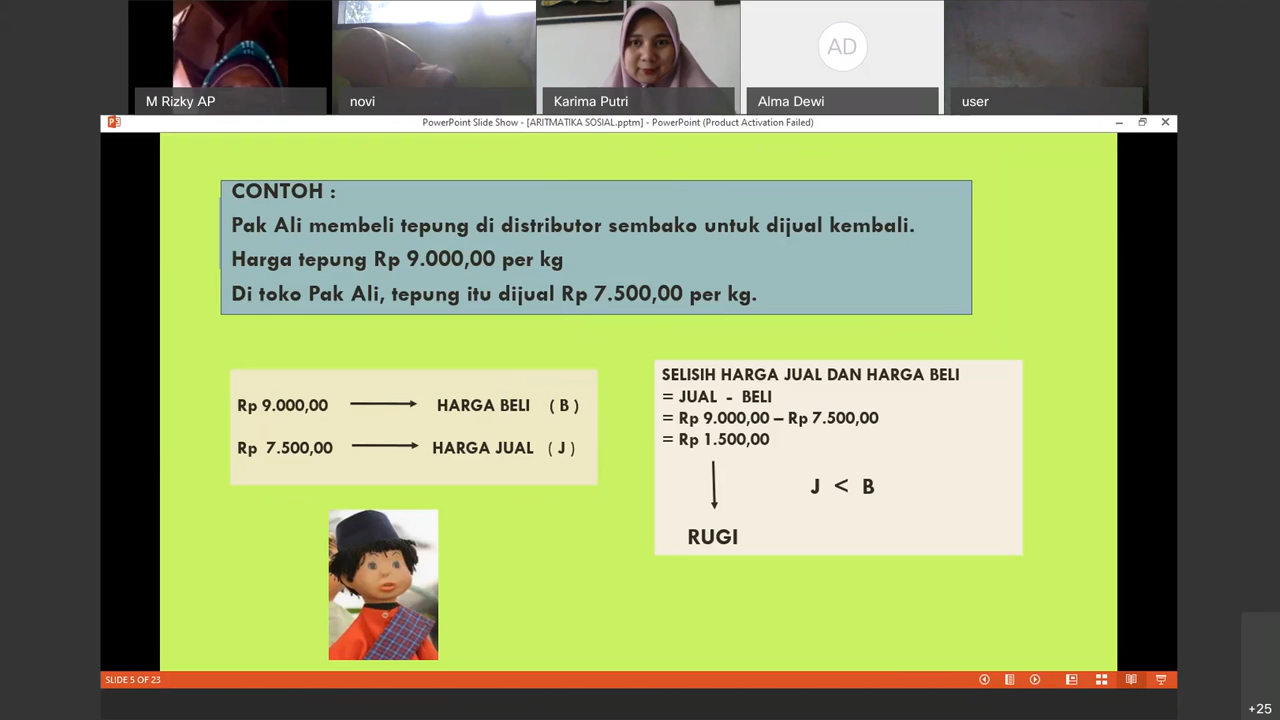 M Rizky AP
novi
Karima Putri
AD
Alma Dewi
user
PowerPoint Slide Show - [ARITMATIKA SOSIAL.pptm] - PowerPoint (Product Activation Failed)
CONTOH :
Pak Ali membeli tepung di distributor sembako untuk dijual kembali.
Harga tepung Rp 9.000,00 per kg
Di toko Pak Ali, tepung itu dijual Rp 7.500,00 per kg.
Rp 9.000,00 HARGA BELI ( B )
Rp 7.500,00 HARGA JUAL ( J )
SELISIH HARGA JUAL DAN HARGA BELI
= JUAL - BELI
= Rp 9.000,00 – Rp 7.500,00
= Rp 1.500,00
J < B
RUGI
SLIDE 5 OF 23
+25